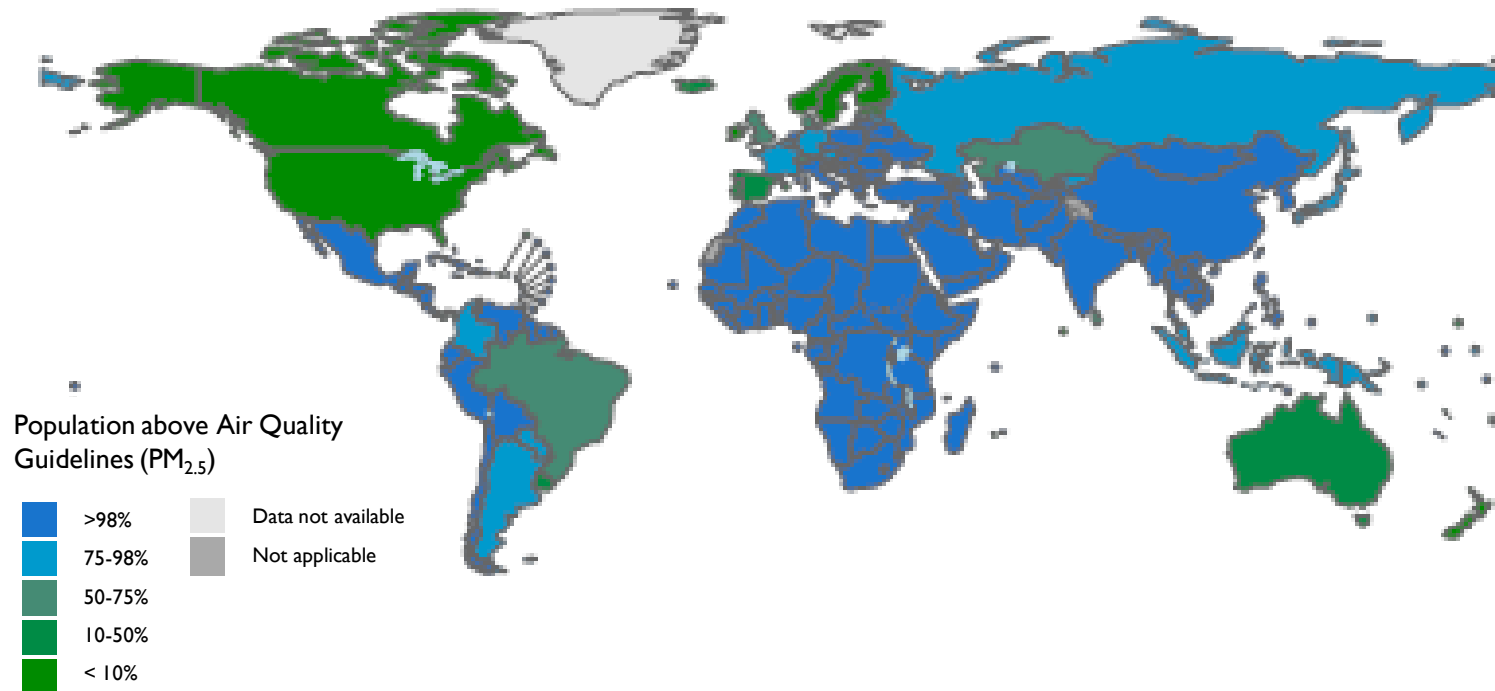 Population above Air Quality
Guidelines (PM2.5)
>98%
75-98%
50-75%
10-50%
< 10%
Data not available
Not applicable